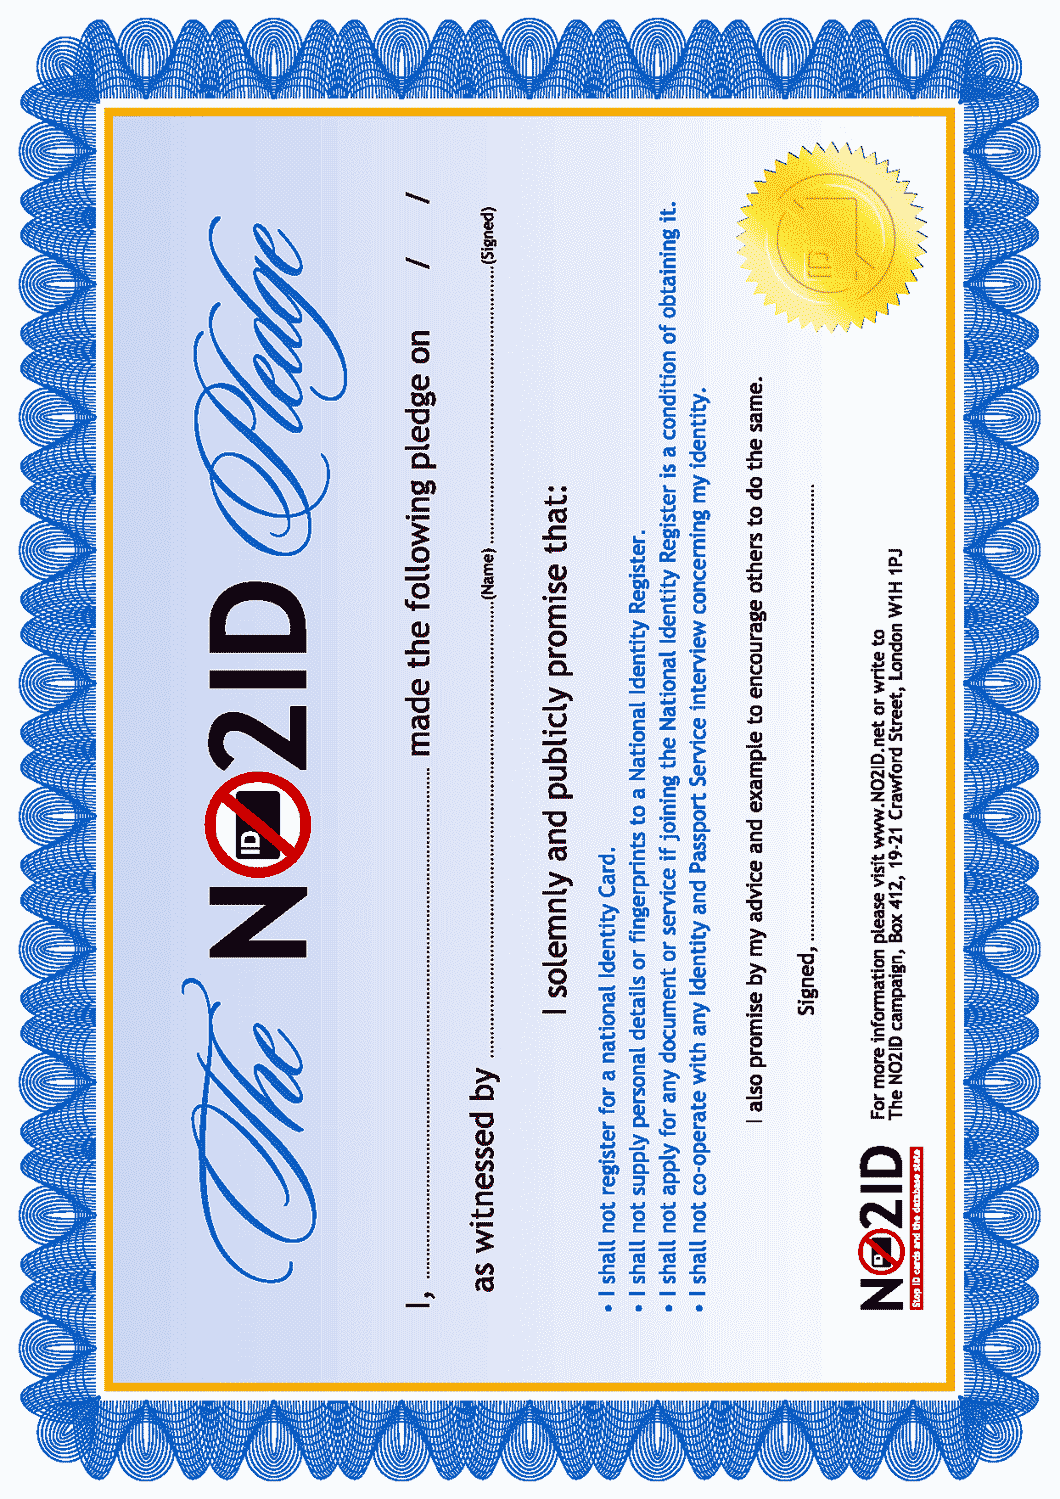 The NO2ID Pledge
I, ........................................ made the following pledge on / /
as witnessed by ........................................(Name) ........................................(Signed)
I solemnly and publicly promise that:
• I shall not register for a national Identity Card.
• I shall not supply personal details or fingerprints to a National Identity Register.
• I shall not apply for any document or service if joining the National Identity Register is a condition of obtaining it.
• I shall not co-operate with any Identity and Passport Service interview concerning my identity.
I also promise by my advice and example to encourage others to do the same.
Signed, ........................................
ID
NO2ID
Stop ID cards and the database state
For more information please visit www.NO2ID.net or write to
The NO2ID campaign, Box 412, 19-21 Crawford Street, London W1H 1PJ